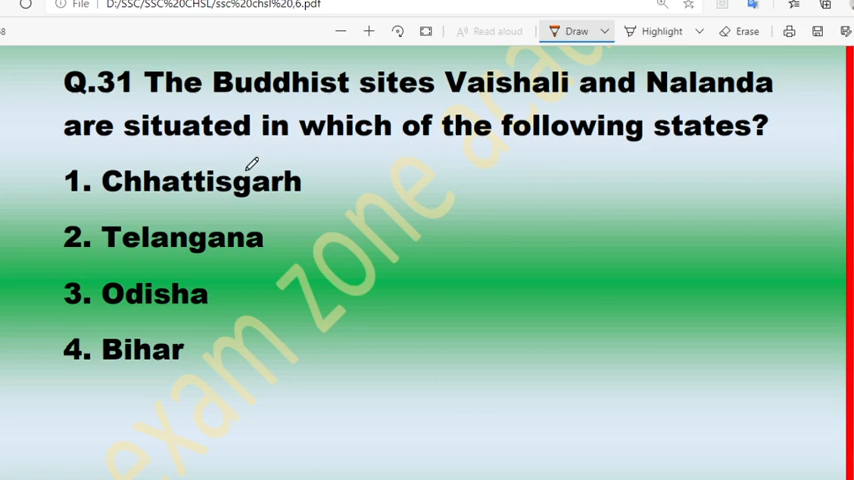 File D:/SSC/SSC%20CHSL/ssc%20chsl%20,6.pdf
Read aloud Draw Highlight Erase
Q.31 The Buddhist sites Vaishali and Nalanda
are situated in which of the following states?
1. Chhattisgarh
2. Telangana
3. Odisha
4. Bihar
exam zone